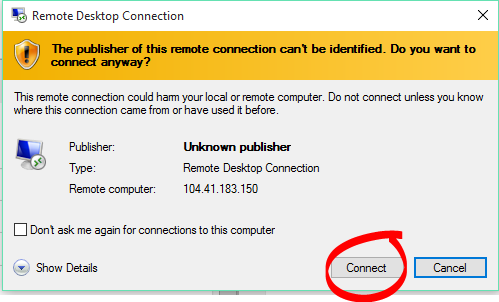 Remote Desktop Connection
The publisher of this remote connection can't be identified. Do you want to
connect anyway?
This remote connection could harm your local or remote computer. Do not connect unless you know
where this connection came from or have used it before.
Publisher: Unknown publisher
Type: Remote Desktop Connection
Remote computer: 104.41.183.150
Don't ask me again for connections to this computer
Show Details Connect Cancel